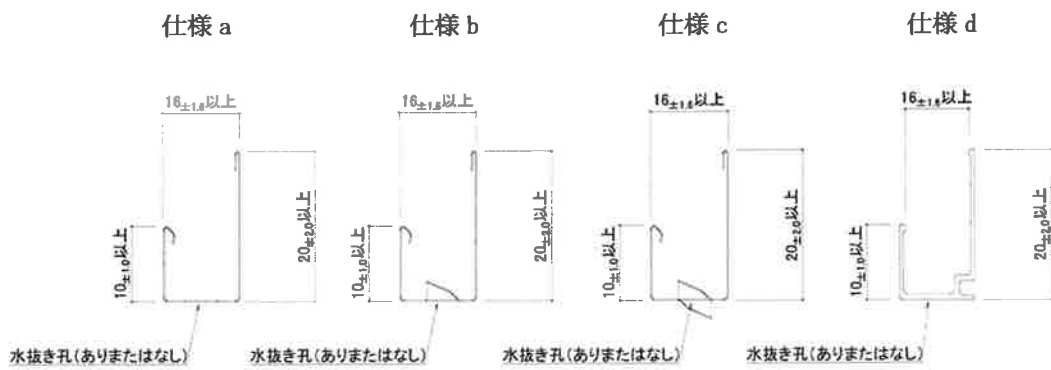 仕様 a
仕様 b
仕様 c
仕様 d
16±1.6以上
16±1.6以上
16±1.6以上
16±1.6以上
10±1.0以上
20±2.0以上
10±1.0以上
20±2.0以上
10±1.0以上
20±2.0以上
10±1.0以上
20±2.0以上
水抜き孔(ありまたはなし)
水抜き孔(ありまたはなし)
水抜き孔(ありまたはなし)
水抜き孔(ありまたはなし)